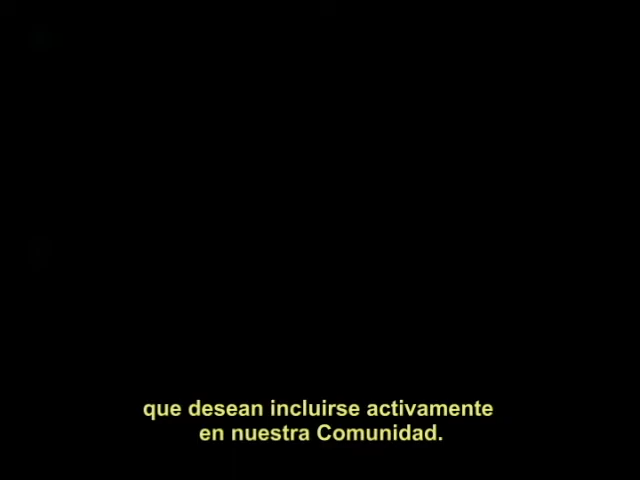 que desean incluirse activamente
en nuestra Comunidad.